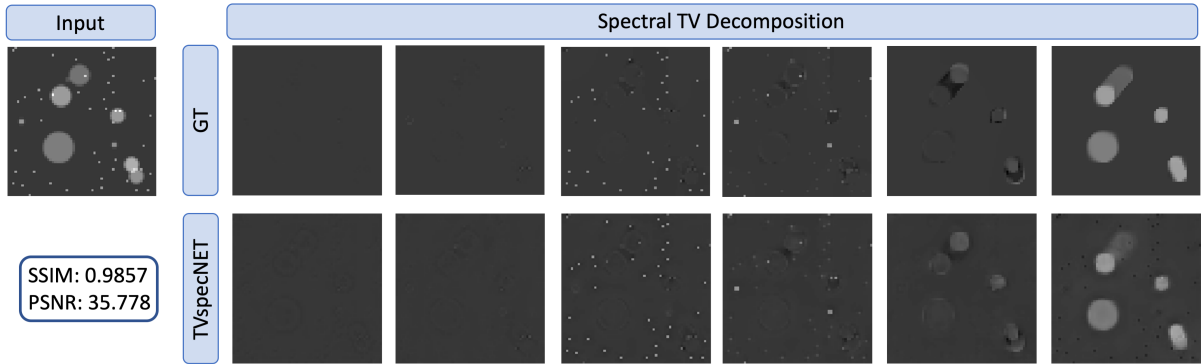 Input
Spectral TV Decomposition
GT
TVspecNET
SSIM: 0.9857
PSNR: 35.778